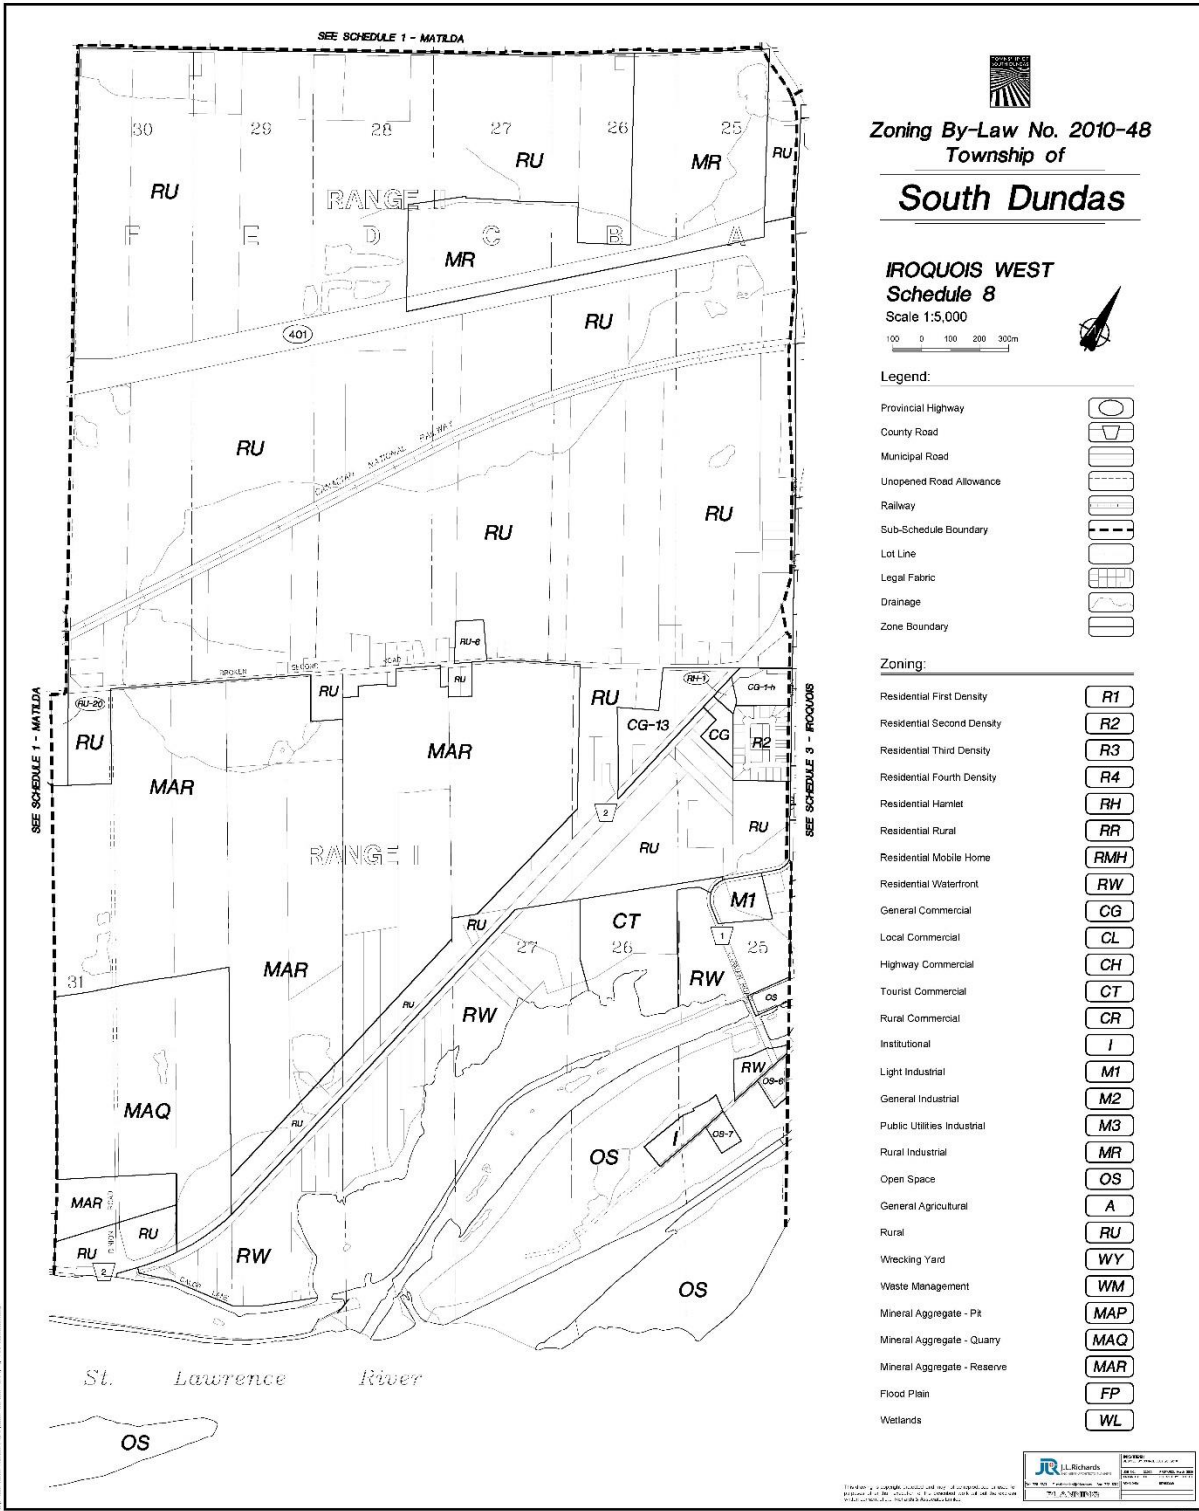 SEE SCHEDULE 1 - MATILDA
30
29
28
27
26
25
RU
RU
MR
RU
RANGE II
F
E
D
C
B
A
MR
RU
401
RU
CANADIAN NATIONAL RAILWAY
RU
RU
RU-6
BROKEN SECOND ROAD
RU
RU
RU
RH-1
CG-1-h
RU-20
RU
CG-13
CG
R2
MAR
MAR
SEE SCHEDULE 1 - MATILDA
SEE SCHEDULE 3 - IROQUOIS
2
RU
RU
RANGE I
M1
CT
RU
27
26
1
25
MAR
31
RW
OS
RU
RW
RW
OS-6
MAQ
RU
I
OS-7
OS
MAR
ROAD
RU
RU
RW
2
LANE
OS
St. Lawrence River
OS
TOWNSHIP OF
SOUTH DUNDAS
Zoning By-Law No. 2010-48
Township of
South Dundas
IROQUOIS WEST
Schedule 8
Scale 1:5,000
100 0 100 200 300m
Legend:
Provincial Highway
County Road
Municipal Road
Unopened Road Allowance
Railway
Sub-Schedule Boundary
Lot Line
Legal Fabric
Drainage
Zone Boundary
Zoning:
Residential First Density R1
Residential Second Density R2
Residential Third Density R3
Residential Fourth Density R4
Residential Hamlet RH
Residential Rural RR
Residential Mobile Home RMH
Residential Waterfront RW
General Commercial CG
Local Commercial CL
Highway Commercial CH
Tourist Commercial CT
Rural Commercial CR
Institutional I
Light Industrial M1
General Industrial M2
Public Utilities Industrial M3
Rural Industrial MR
Open Space OS
General Agricultural A
Rural RU
Wrecking Yard WY
Waste Management WM
Mineral Aggregate - Pit MAP
Mineral Aggregate - Quarry MAQ
Mineral Aggregate - Reserve MAR
Flood Plain FP
Wetlands WL
J.L.Richards
PLANNING